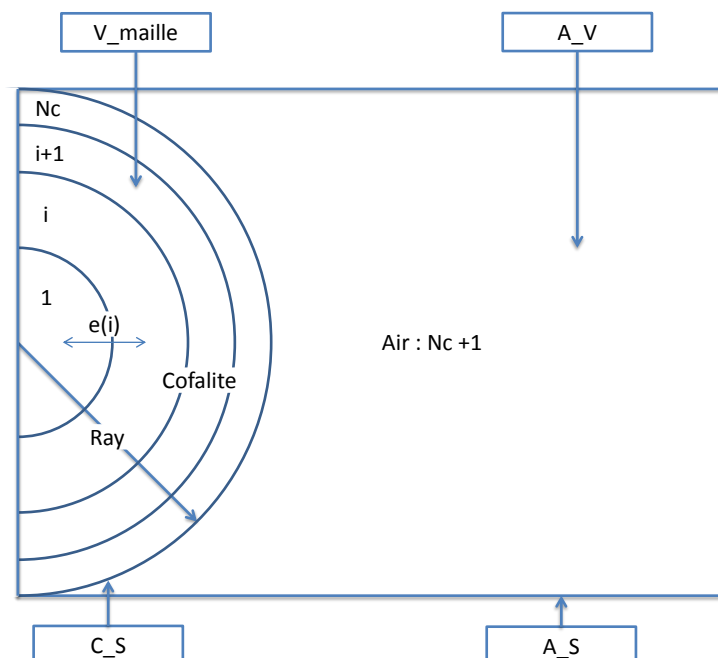 V_maille
A_V
Nc
i+1
i
1
e(i)
Air : Nc +1
Cofalite
Ray
C_S
A_S